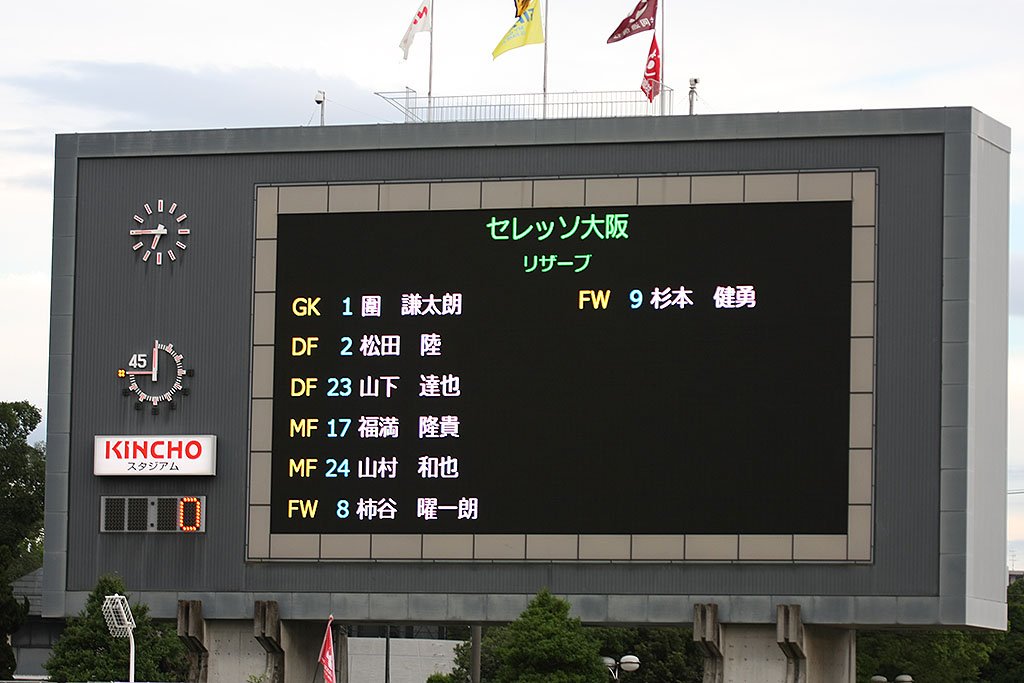 セレッソ大阪
リザーブ
GK 1 圍 謙太朗
DF 2 松田 陸
DF 23 山下 達也
MF 17 福満 隆貴
MF 24 山村 和也
FW 8 柿谷 曜一朗
FW 9 杉本 健勇
45
KINCHO
スタジアム
0